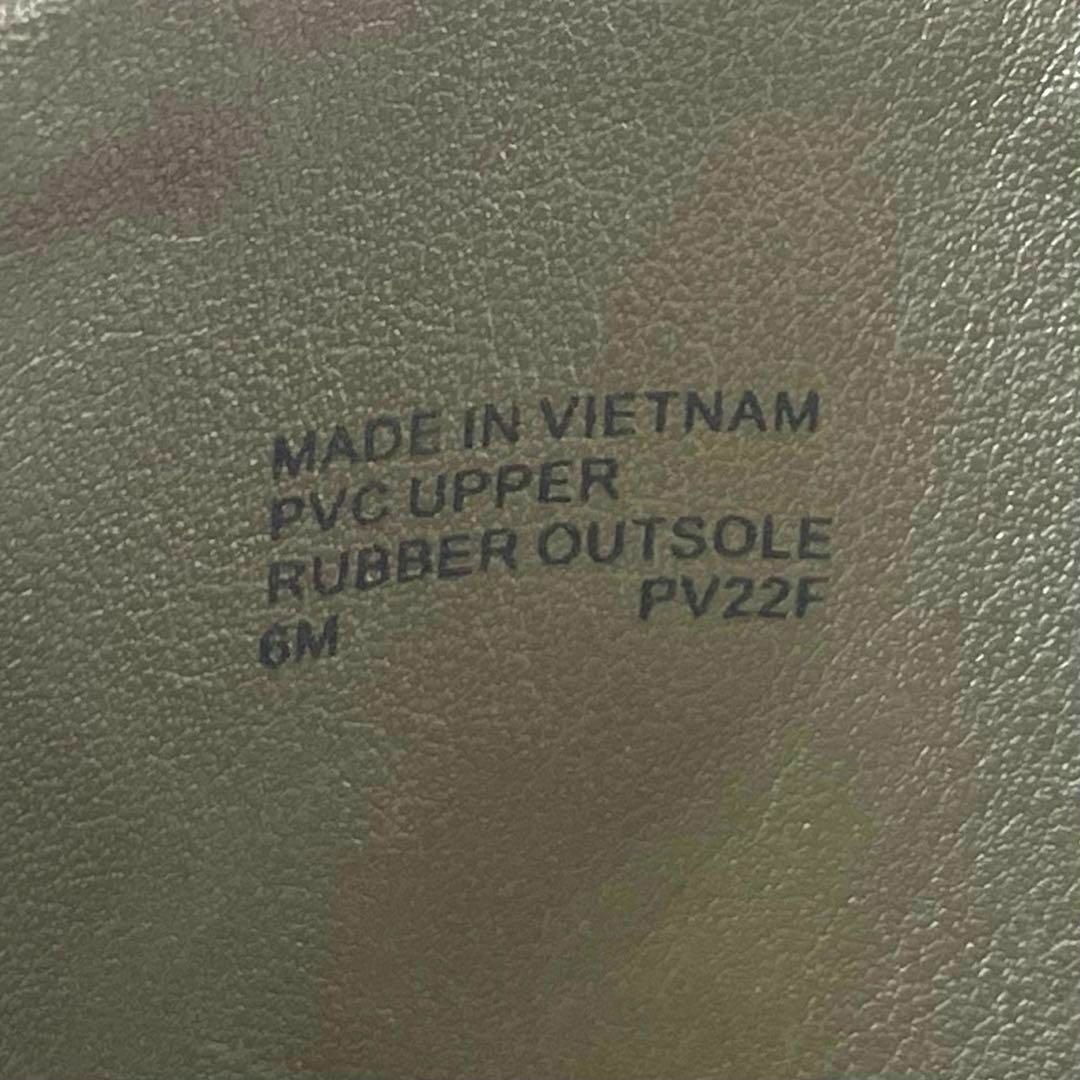 MADE IN VIETNAM
PVC UPPER
RUBBER OUTSOLE
6M PV22F